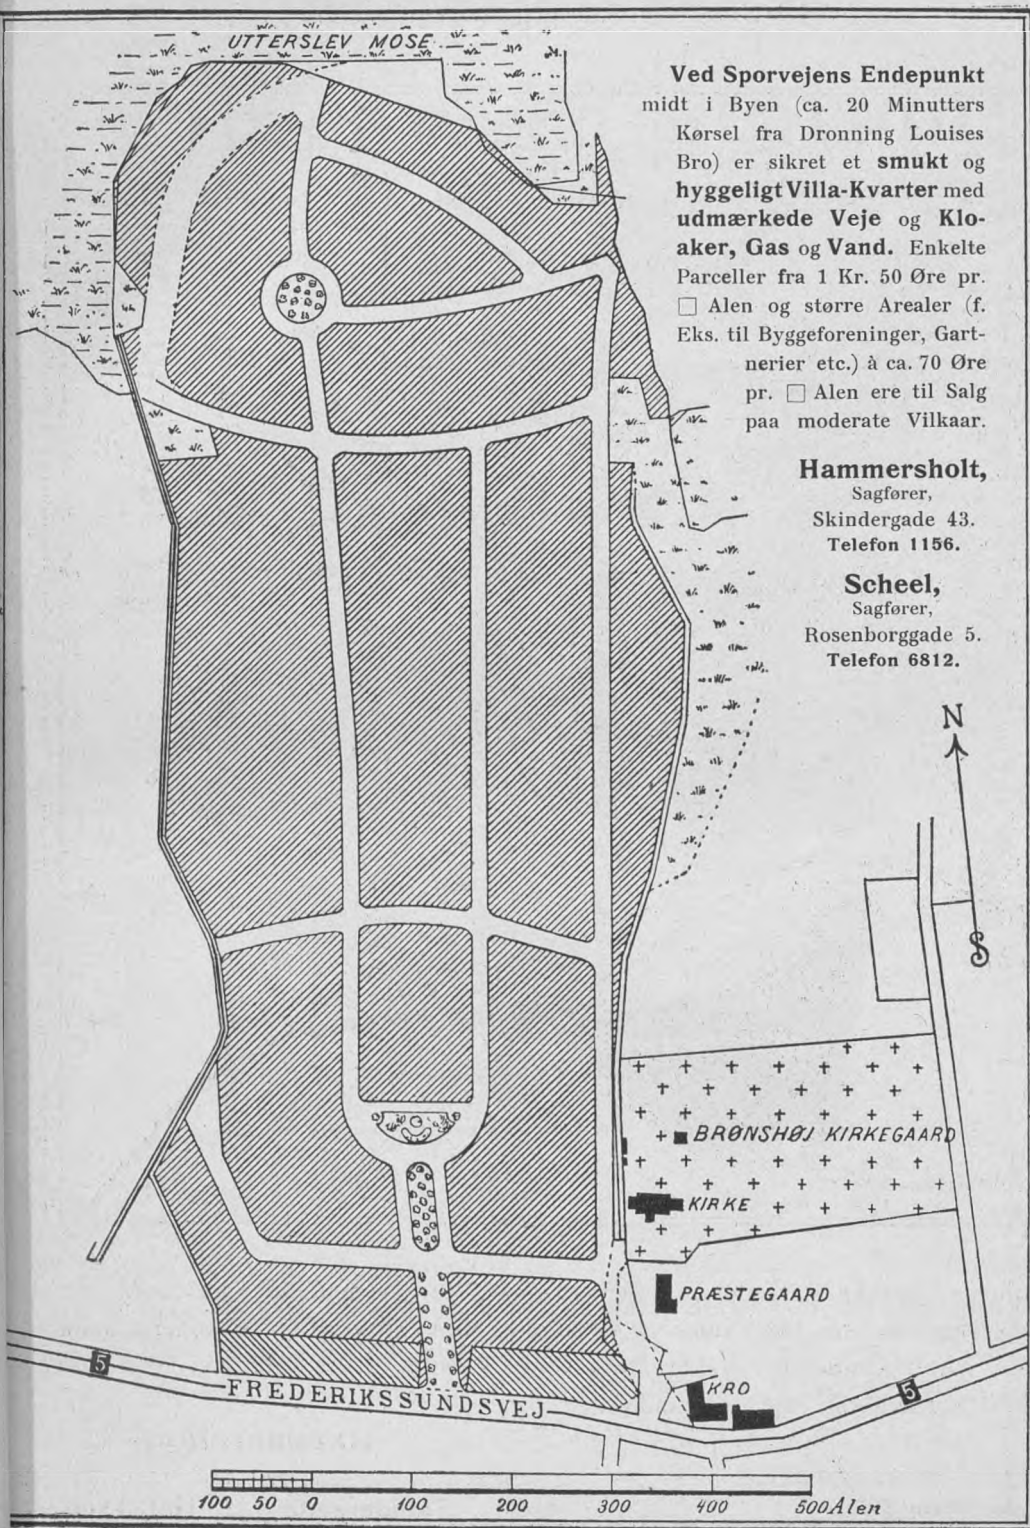 UTTERSLEV MOSE
Ved Sporvejens Endepunkt
midt i Byen (ca. 20 Minutters
Kørsel fra Dronning Louises
Bro) er sikret et smukt og
hyggeligt Villa-Kvarter med
udmærkede Veje og Klo-
aker, Gas og Vand. Enkelte
Parceller fra 1 Kr. 50 Øre pr.
□ Alen og større Arealer (f.
Eks. til Byggeforeninger, Gart-
nerier etc.) à ca. 70 Øre
pr. □ Alen ere til Salg
paa moderate Vilkaar.
Hammersholt,
Sagfører,
Skindergade 43.
Telefon 1156.
Scheel,
Sagfører,
Rosenborggade 5.
Telefon 6812.
N
S
BRØNSHØJ KIRKEGAARD
KIRKE
PRÆSTEGAARD
KRO
5
5
FREDERIKSSUNDSVEJ
100 50 0 100 200 300 400 500 Alen